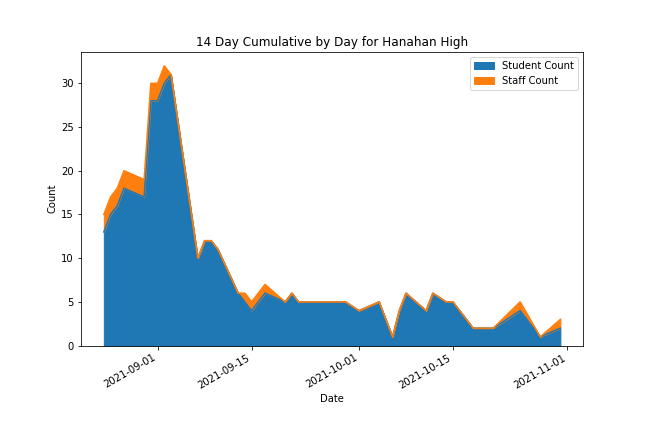 14 Day Cumulative by Day for Hanahan High
Student Count
Staff Count
Count
30
25
20
15
10
5
0
2021-09-01
2021-09-15
2021-10-01
2021-10-15
2021-11-01
Date